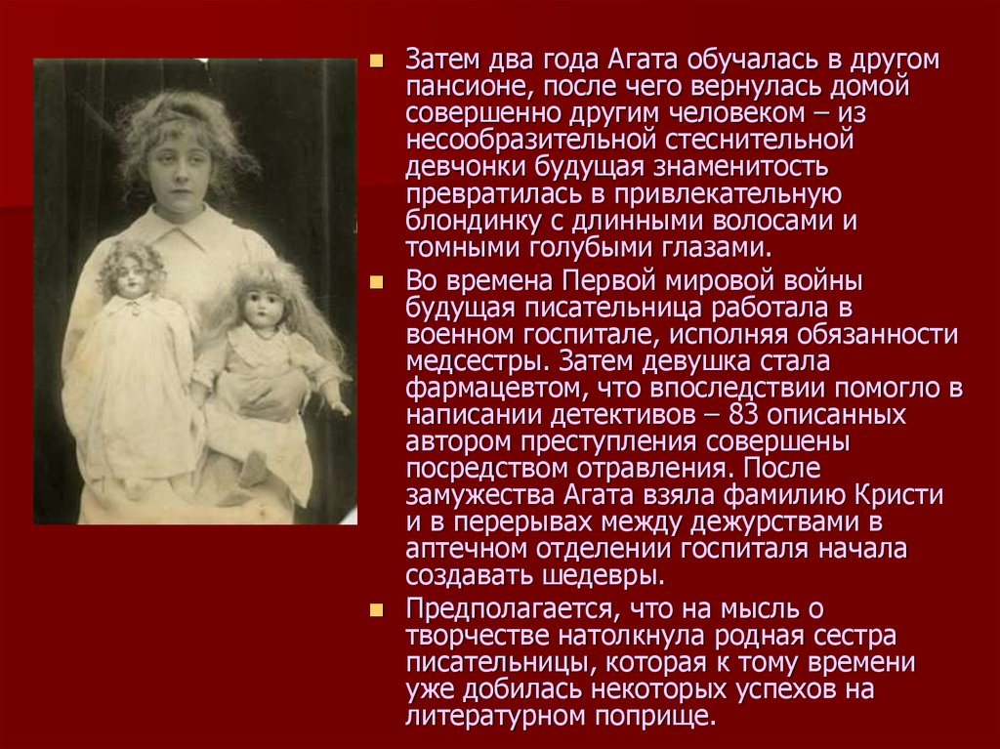 Затем два года Агата обучалась в другом
пансионе, после чего вернулась домой
совершенно другим человеком – из
несообразительной стеснительной
девчонки будущая знаменитость
превратилась в привлекательную
блондинку с длинными волосами и
томными голубыми глазами.
Во времена Первой мировой войны
будущая писательница работала в
военном госпитале, исполняя обязанности
медсестры. Затем девушка стала
фармацевтом, что впоследствии помогло в
написании детективов – 83 описанных
автором преступления совершены
посредством отравления. После
замужества Агата взяла фамилию Кристи
и в перерывах между дежурствами в
аптечном отделении госпиталя начала
создавать шедевры.
Предполагается, что на мысль о
творчестве натолкнула родная сестра
писательницы, которая к тому времени
уже добилась некоторых успехов на
литературном поприще.